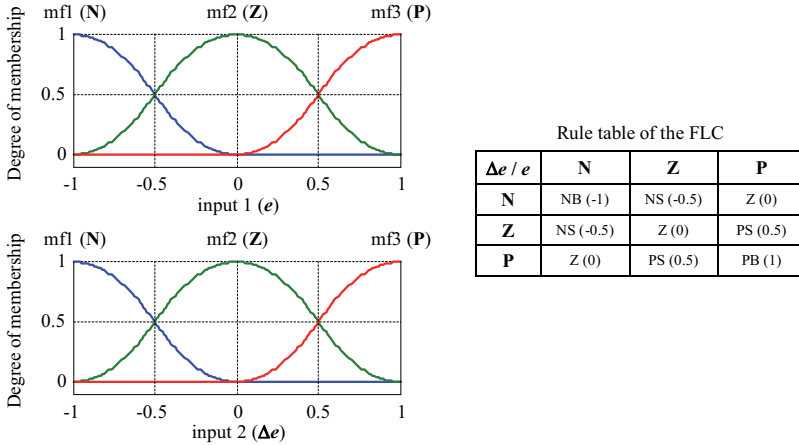 mf1 (N) mf2 (Z) mf3 (P)
Degree of membership
1
0.5
0
-1 -0.5 0 0.5 1
input 1 (e)
mf1 (N) mf2 (Z) mf3 (P)
Degree of membership
1
0.5
0
-1 -0.5 0 0.5 1
input 2 (Δe)
Rule table of the FLC
Δe / e N Z P
N NB (-1) NS (-0.5) Z (0)
Z NS (-0.5) Z (0) PS (0.5)
P Z (0) PS (0.5) PB (1)